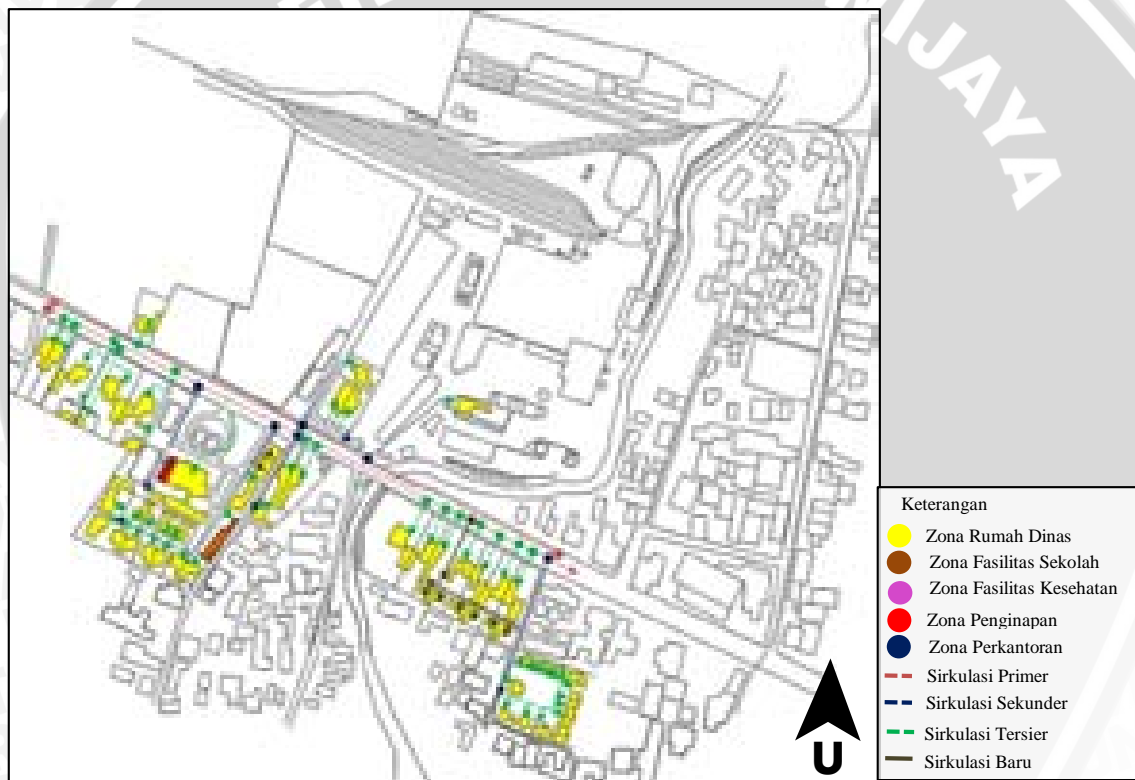 WIJAYA
Keterangan
Zona Rumah Dinas
Zona Fasilitas Sekolah
Zona Fasilitas Kesehatan
Zona Penginapan
Zona Perkantoran
Sirkulasi Primer
Sirkulasi Sekunder
Sirkulasi Tersier
Sirkulasi Baru
U